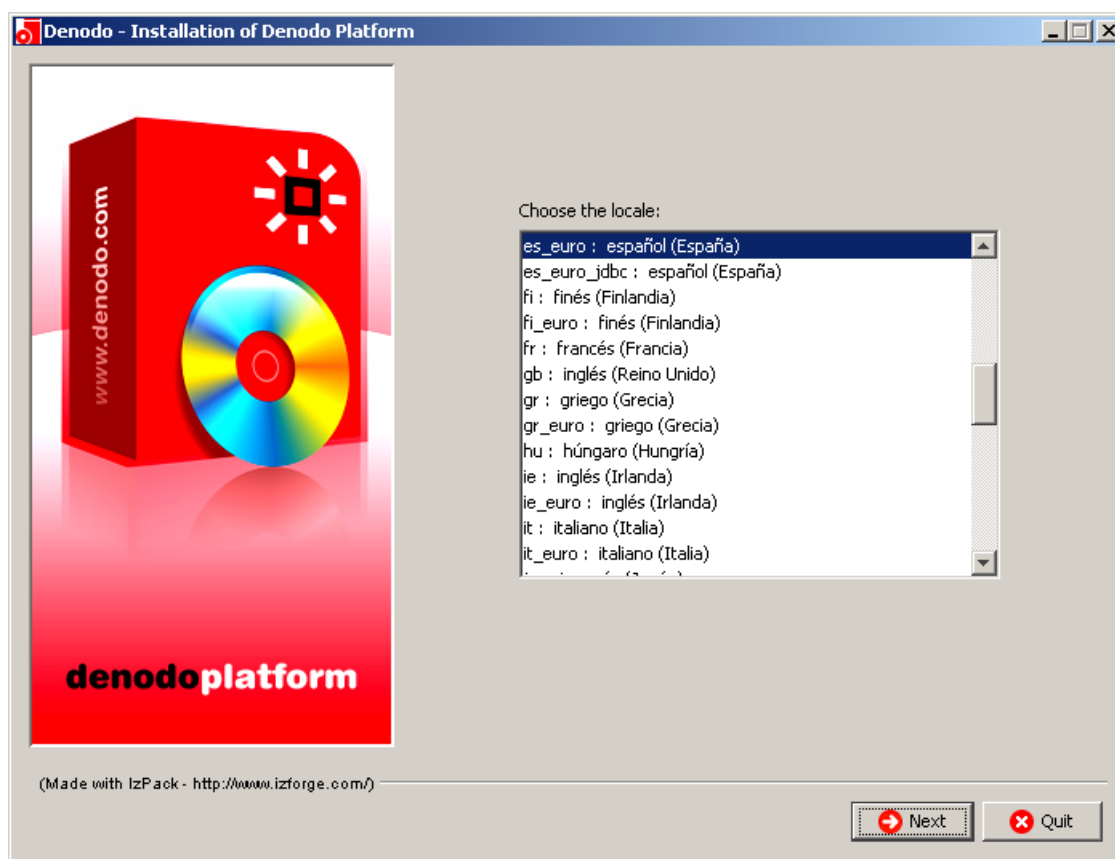 Denodo - Installation of Denodo Platform
www.denodo.com
denodoplatform
Choose the locale:
es_euro : español (España)
es_euro_jdbc : español (España)
fi : finés (Finlandia)
fi_euro : finés (Finlandia)
fr : francés (Francia)
gb : inglés (Reino Unido)
gr : griego (Grecia)
gr_euro : griego (Grecia)
hu : húngaro (Hungría)
ie : inglés (Irlanda)
ie_euro : inglés (Irlanda)
it : italiano (Italia)
it_euro : italiano (Italia)
(Made with IzPack - http://www.izforge.com/)
Next
Quit